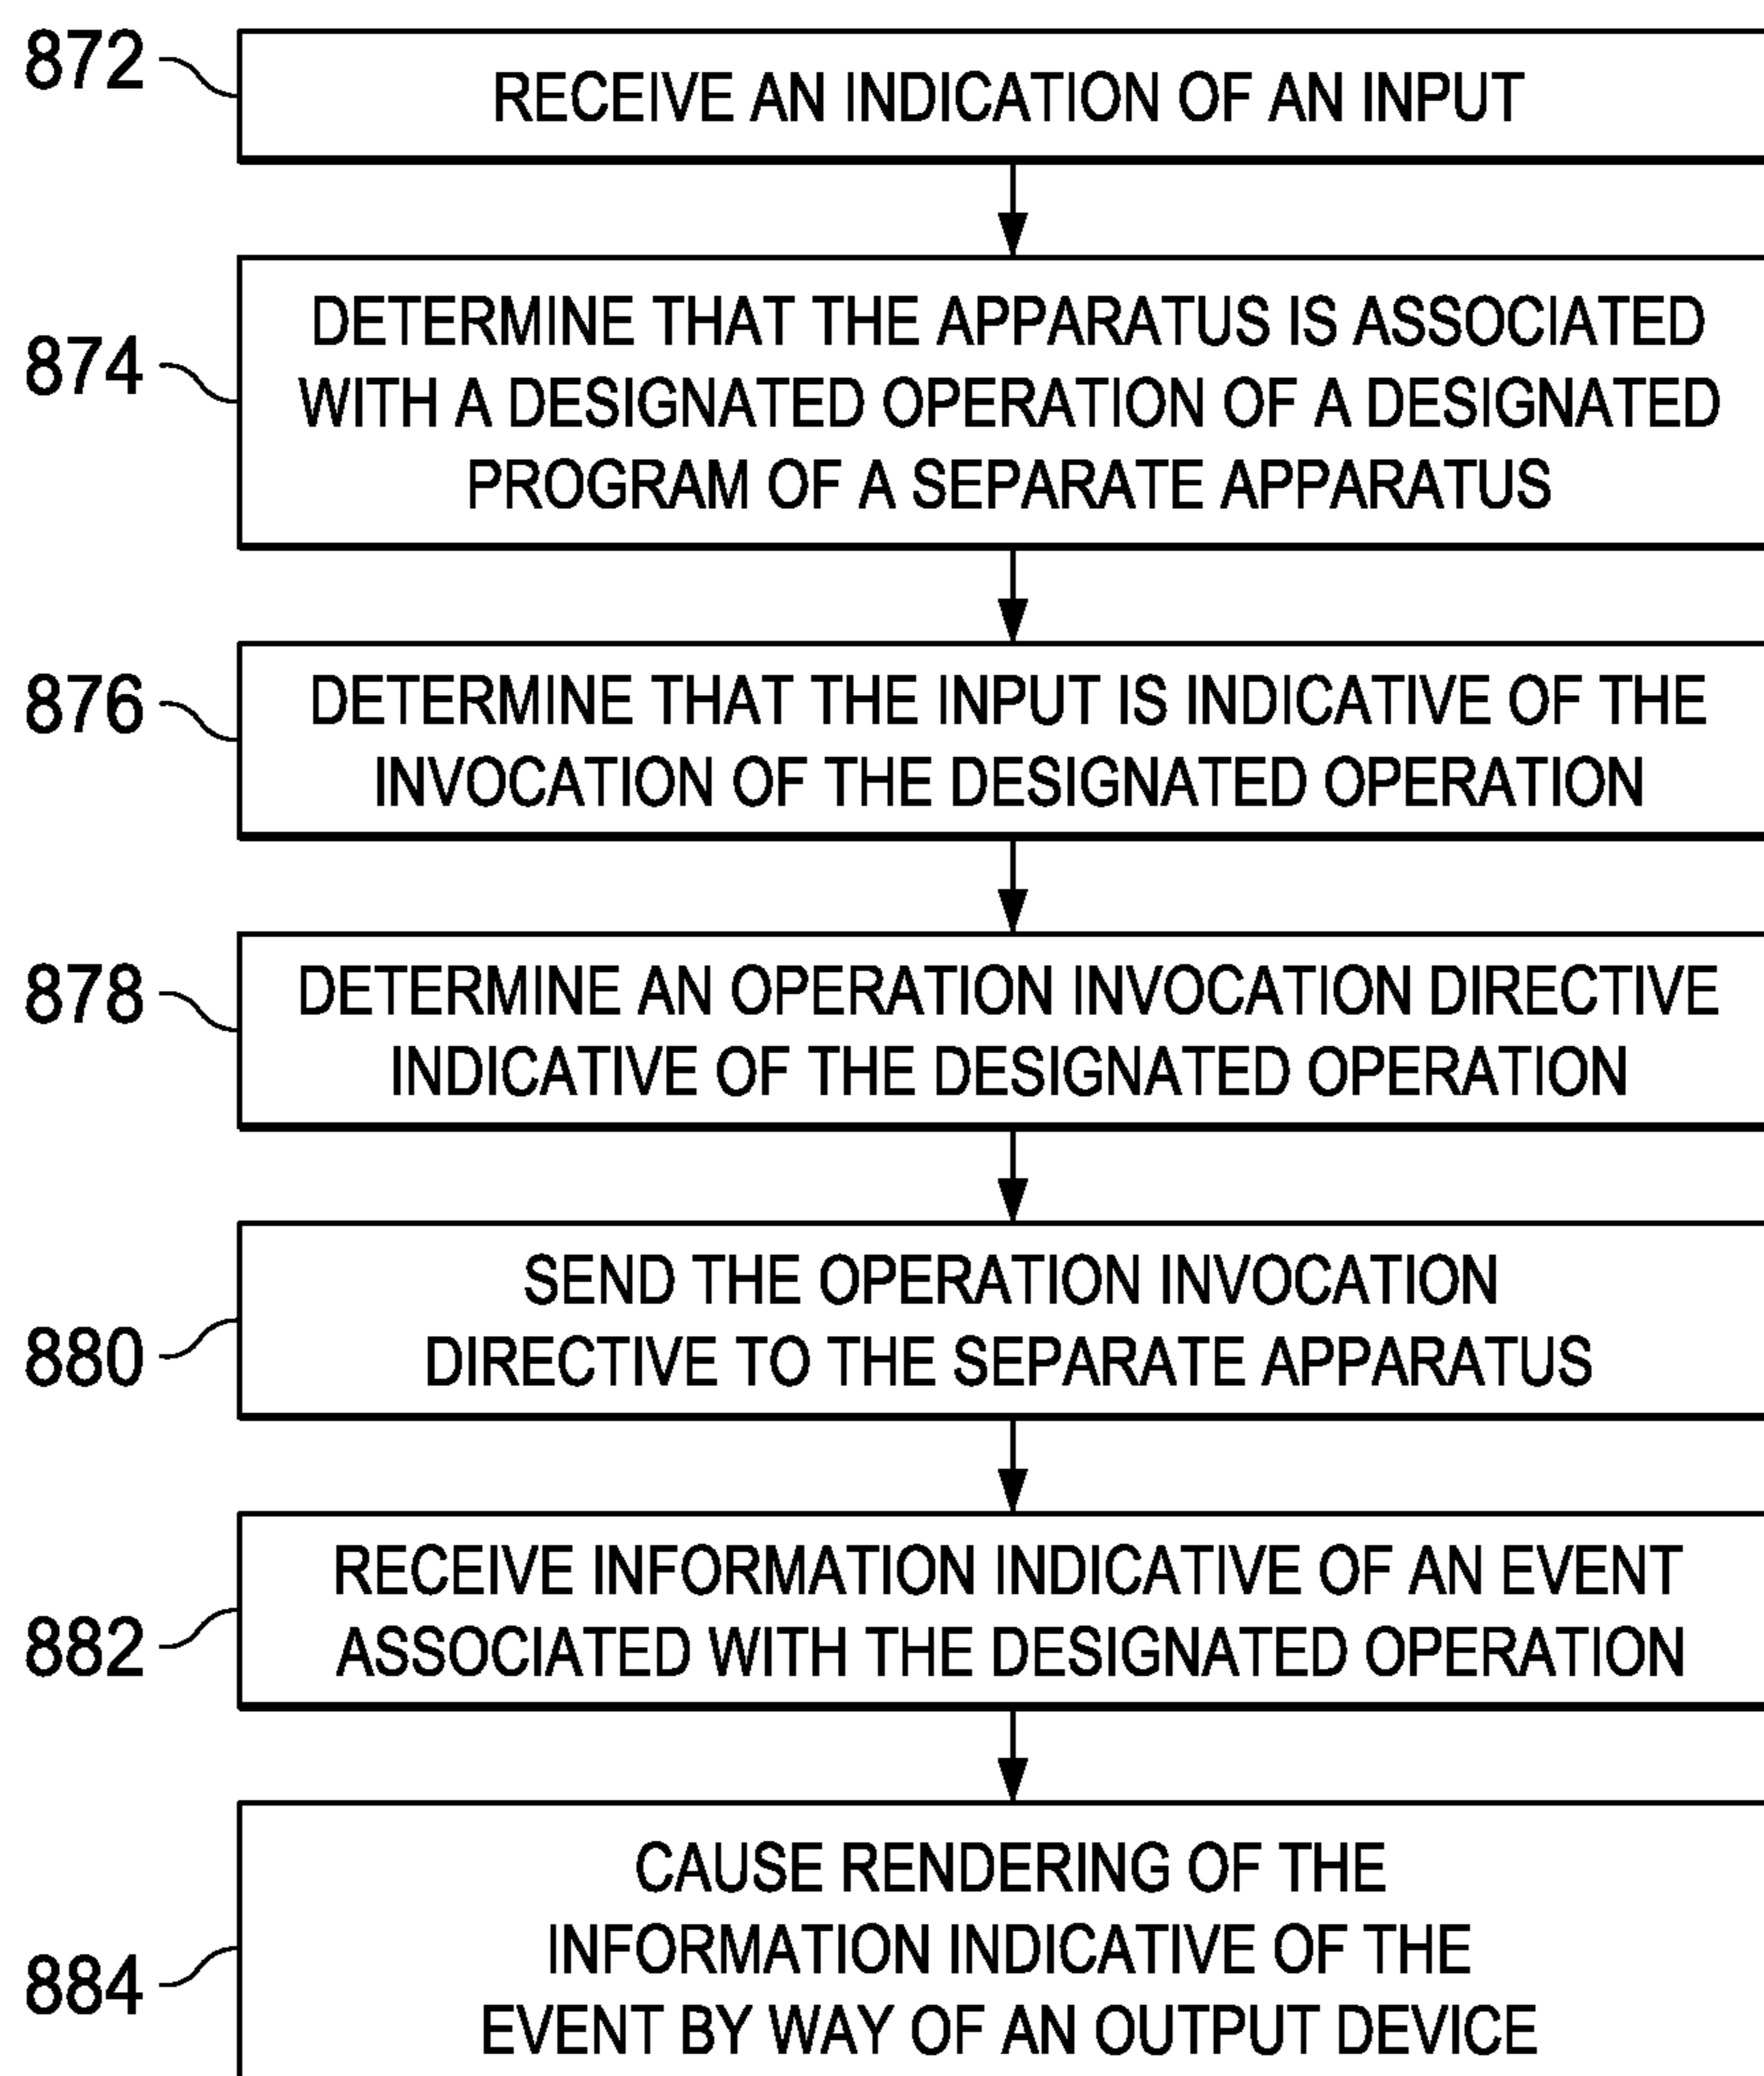 872
RECEIVE AN INDICATION OF AN INPUT
874
DETERMINE THAT THE APPARATUS IS ASSOCIATED
WITH A DESIGNATED OPERATION OF A DESIGNATED
PROGRAM OF A SEPARATE APPARATUS
876
DETERMINE THAT THE INPUT IS INDICATIVE OF THE
INVOCATION OF THE DESIGNATED OPERATION
878
DETERMINE AN OPERATION INVOCATION DIRECTIVE
INDICATIVE OF THE DESIGNATED OPERATION
880
SEND THE OPERATION INVOCATION
DIRECTIVE TO THE SEPARATE APPARATUS
882
RECEIVE INFORMATION INDICATIVE OF AN EVENT
ASSOCIATED WITH THE DESIGNATED OPERATION
884
CAUSE RENDERING OF THE
INFORMATION INDICATIVE OF THE
EVENT BY WAY OF AN OUTPUT DEVICE